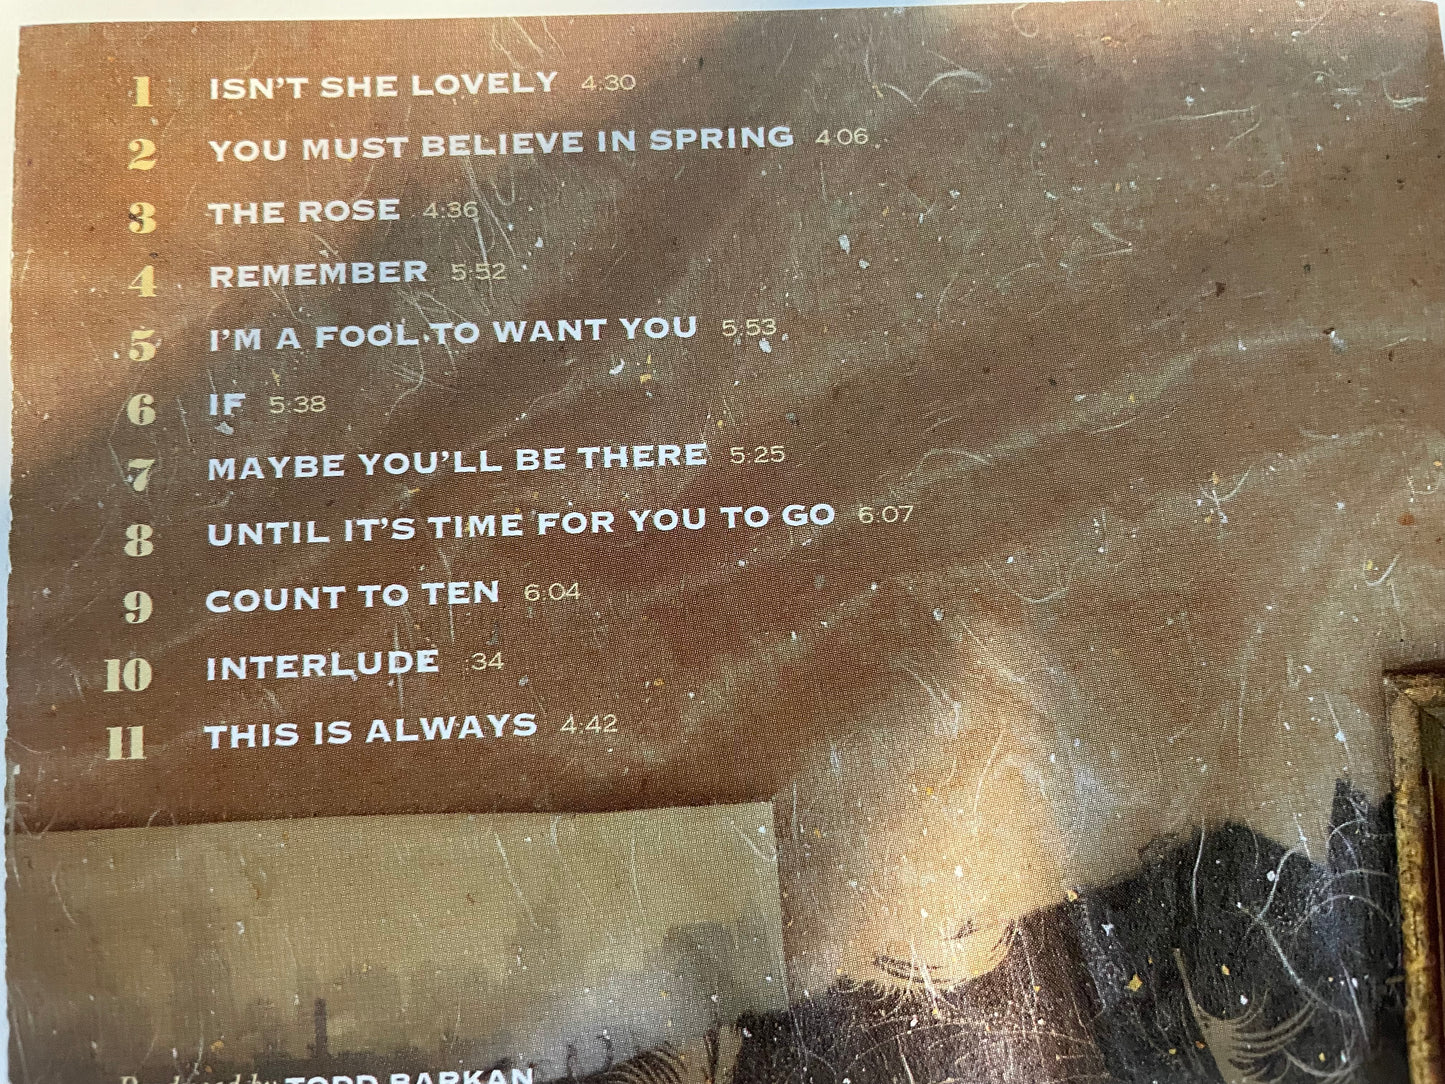 1 ISN'T SHE LOVELY 4:30
2 YOU MUST BELIEVE IN SPRING 4:06
3 THE ROSE 4:36
4 REMEMBER 5:52
5 I'M A FOOL TO WANT YOU 5:53
6 IF 5:38
7 MAYBE YOU'LL BE THERE 5:25
8 UNTIL IT'S TIME FOR YOU TO GO 6:07
9 COUNT TO TEN 6:04
10 INTERLUDE :34
11 THIS IS ALWAYS 4:42
Produced by TODD BARKAN